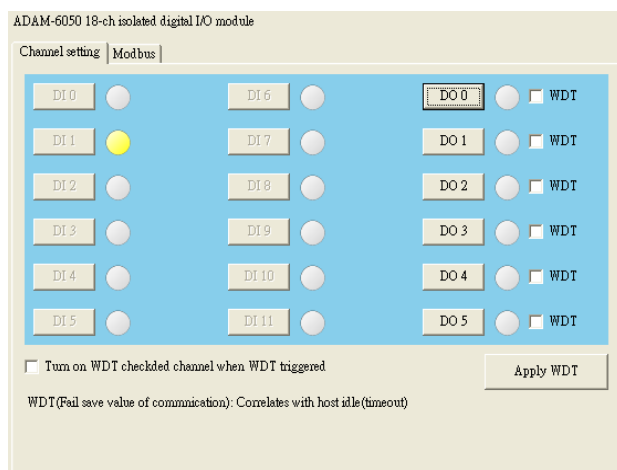 ADAM-6050 18-ch isolated digital I/O module
Channel setting Modbus
DI 0 DI 6 DO 0 WDT
DI 1 DI 7 DO 1 WDT
DI 2 DI 8 DO 2 WDT
DI 3 DI 9 DO 3 WDT
DI 4 DI 10 DO 4 WDT
DI 5 DI 11 DO 5 WDT
Turn on WDT checkded channel when WDT triggered
Apply WDT
WDT(Fail save value of commnication): Correlates with host idle(timeout)